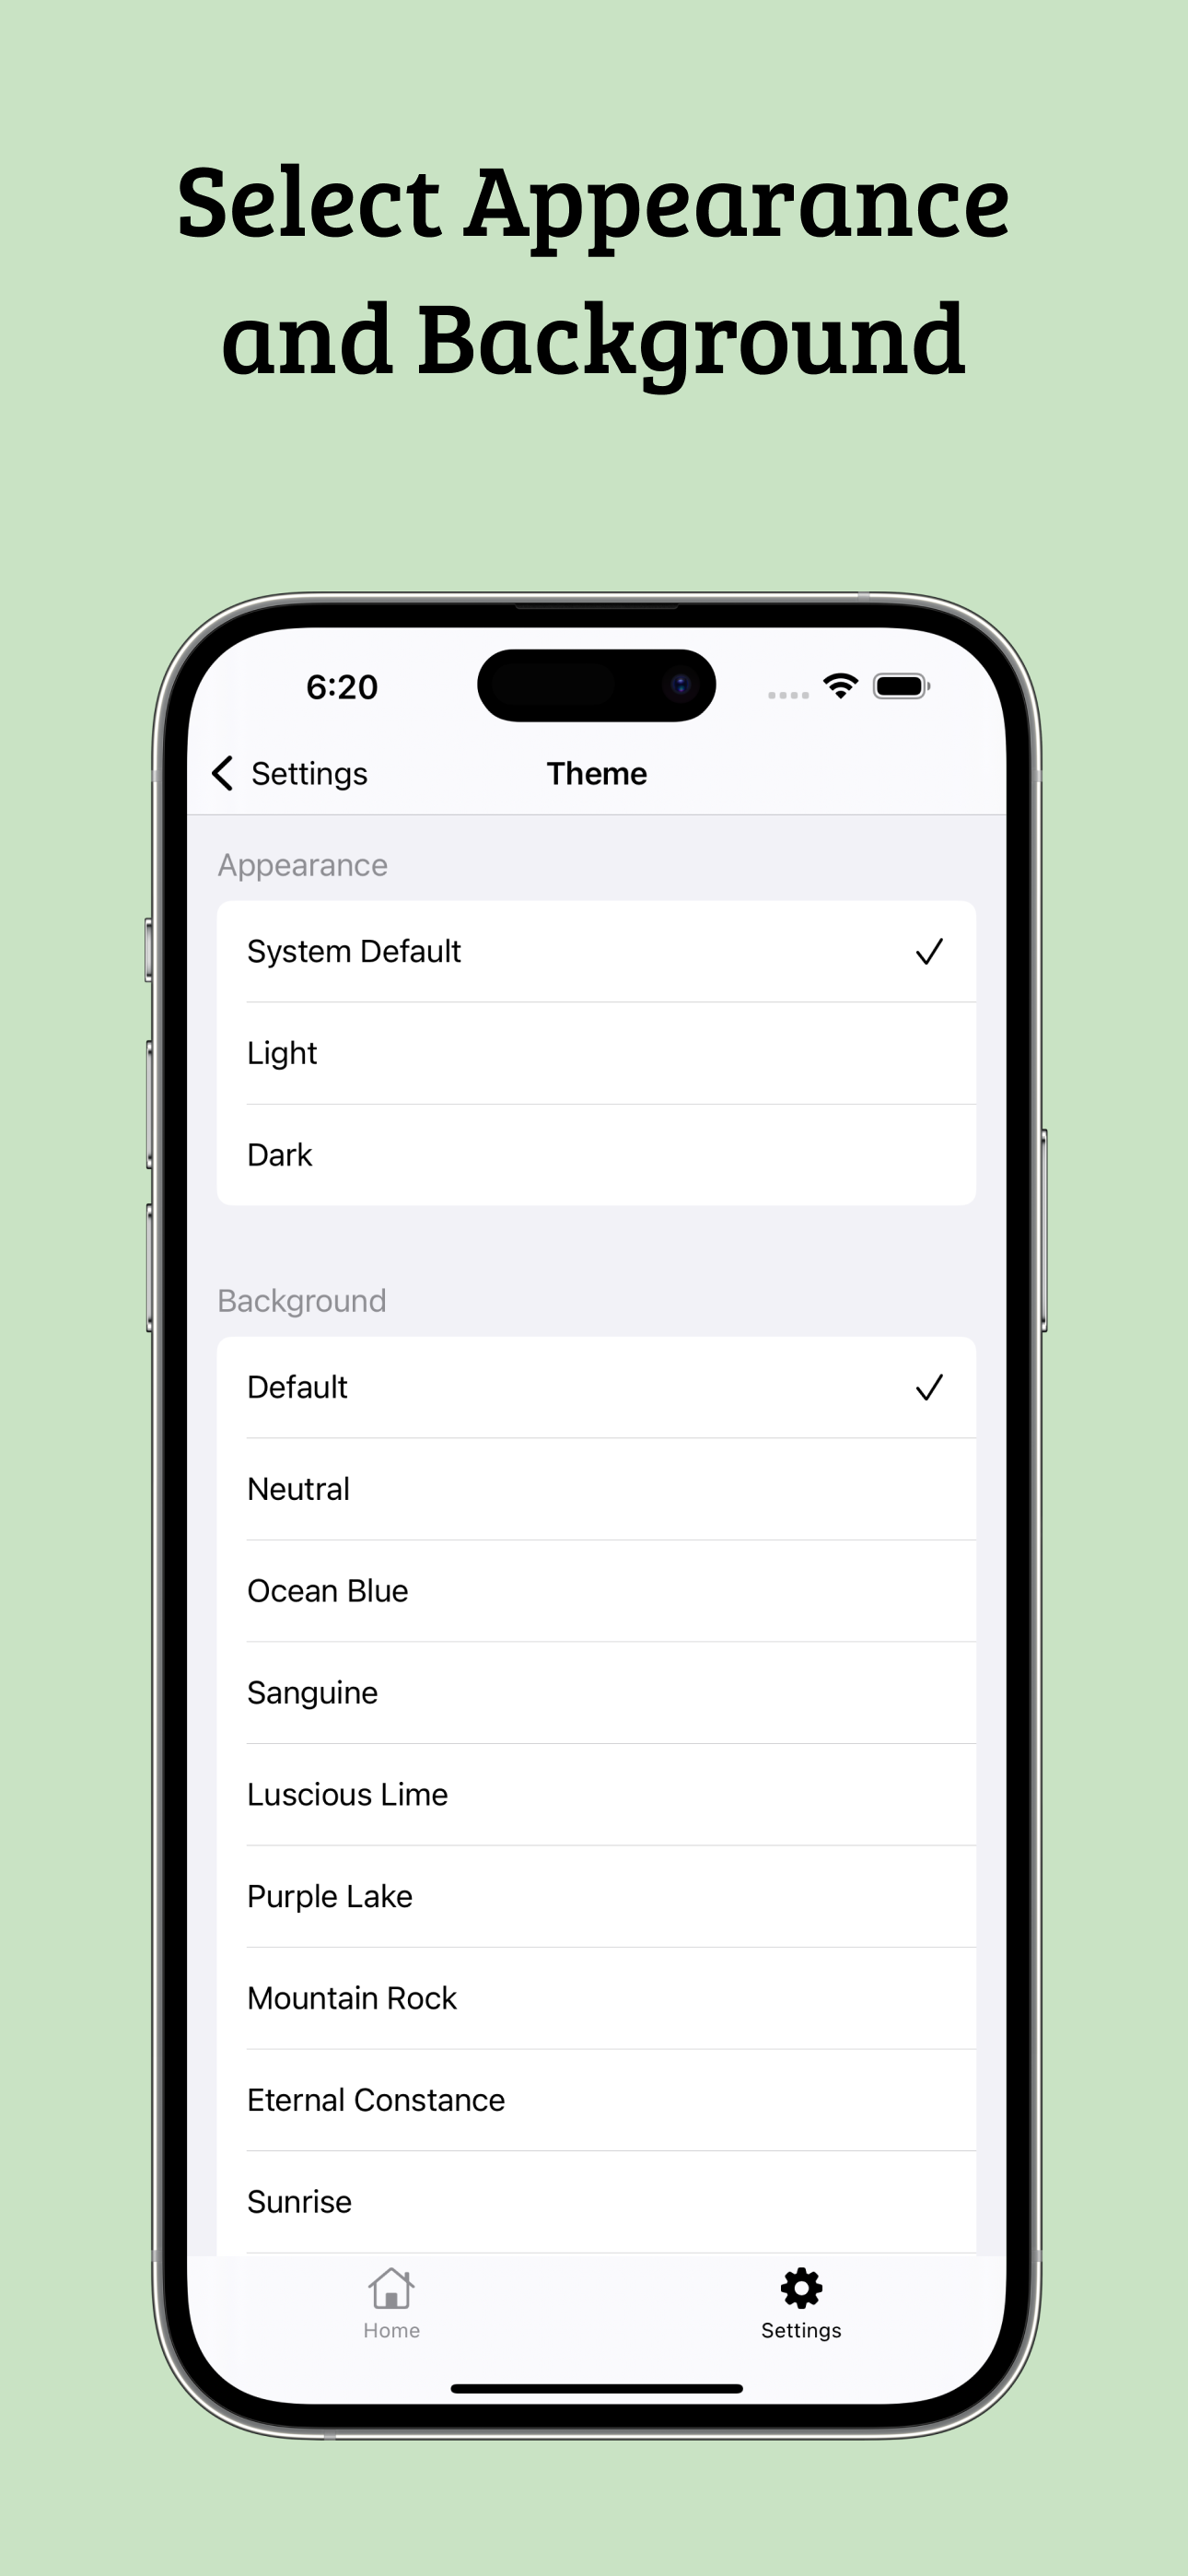 Select Appearance
and Background
6:20
Settings
Theme
Appearance
System Default
Light
Dark
Background
Default
Neutral
Ocean Blue
Sanguine
Luscious Lime
Purple Lake
Mountain Rock
Eternal Constance
Sunrise
Home
Settings